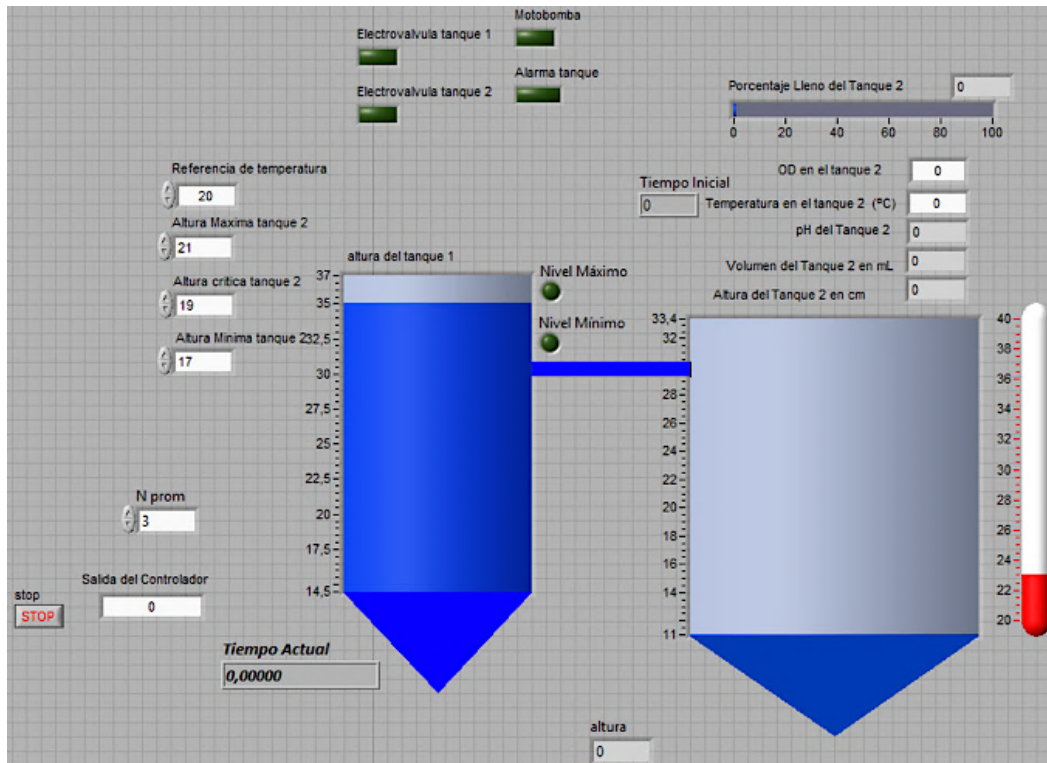 Motobomba
Electrovalvula tanque 1
Alarma tanque
Electrovalvula tanque 2
Porcentaje Lleno del Tanque 2
0
0 20 40 60 80 100
Referencia de temperatura
20
Altura Maxima tanque 2
21
Altura critica tanque 2
19
Altura Minima tanque 2
17
N prom
3
Salida del Controlador
0
stop
STOP
Tiempo Actual
0,00000
altura del tanque 1
37
35
32,5
30
27,5
25
22,5
20
17,5
14,5
Nivel Máximo
Nivel Mínimo
Tiempo Inicial
0
OD en el tanque 2
0
Temperatura en el tanque 2 (ºC)
0
pH del Tanque 2
0
Volumen del Tanque 2 en mL
0
Altura del Tanque 2 en cm
0
33,4
32
28
26
24
22
20
18
16
14
11
40
38
36
34
32
30
28
26
24
22
20
altura
0